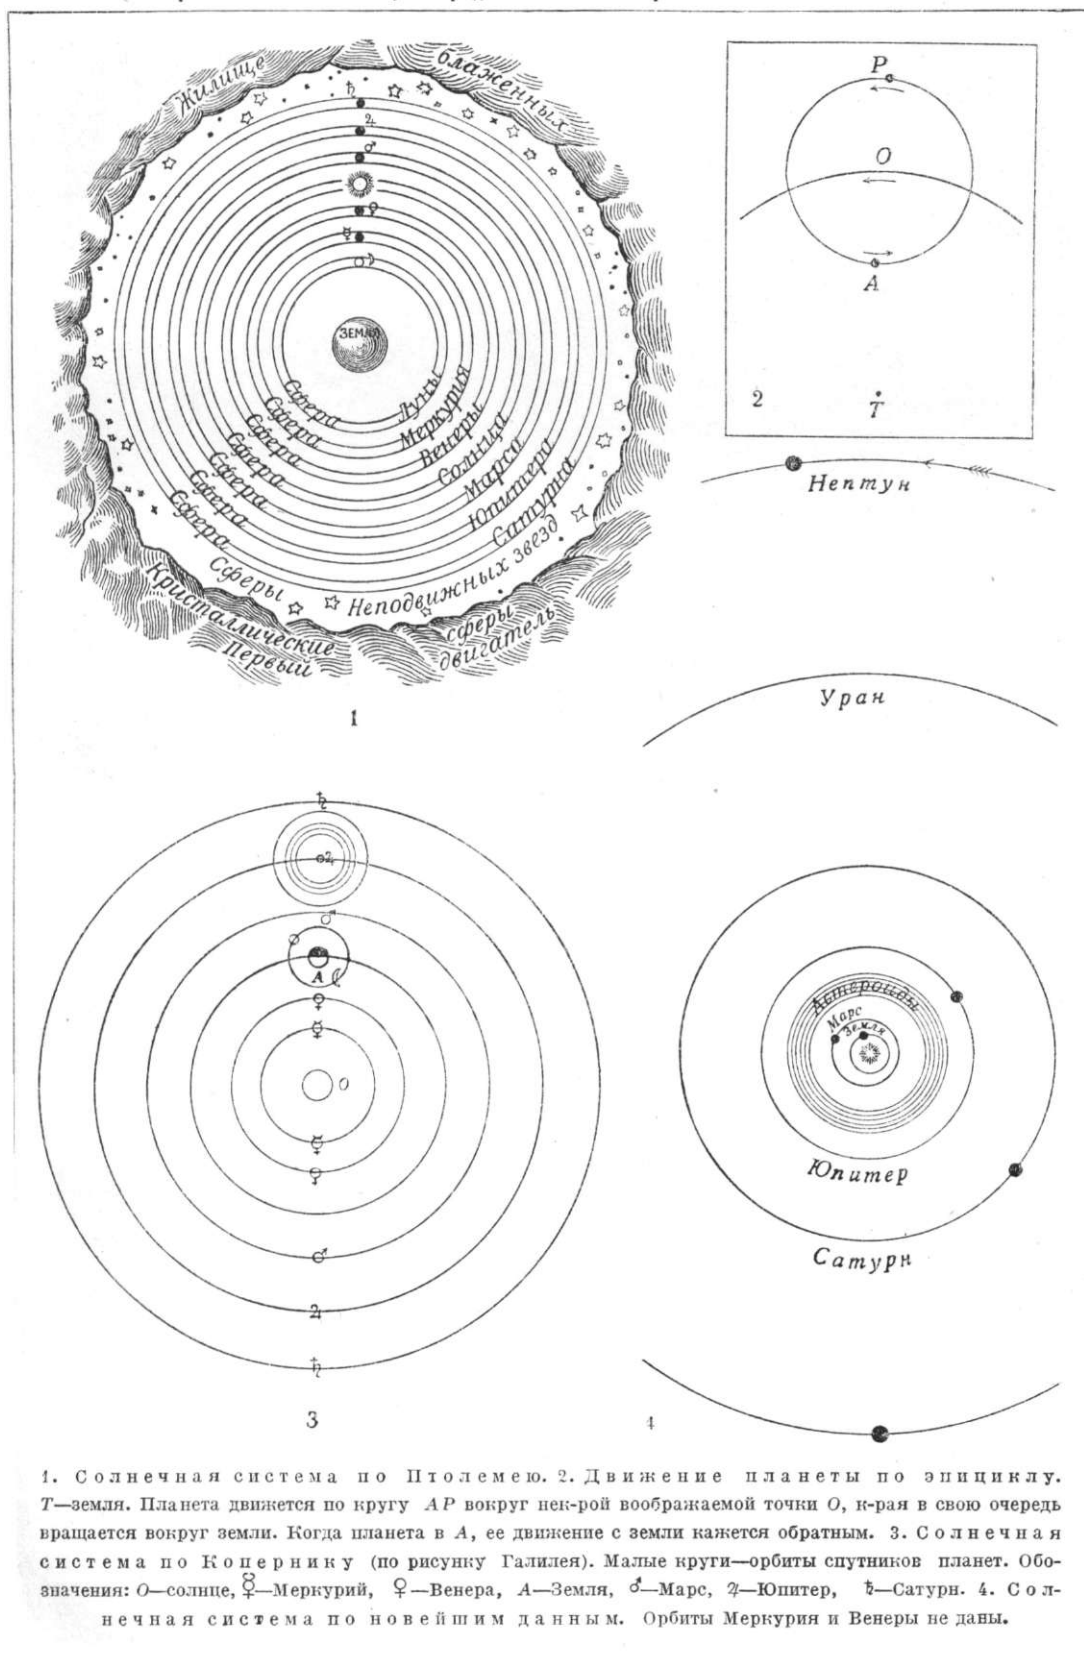 Жилище
блаженных
♄
♃
♂
♀
☿
☽
ЗЕМЛЯ
Сфера Луны
Сфера Меркурия
Сфера Венеры
Сфера Солнца
Сфера Марса
Сфера Юпитера
Сфера Сатурна
Сферы Неподвижных звезд
Кристаллические сферы
Первый двигатель
1
P
O
A
2
T
Нептун
Уран
♄
♃
♂
A ☾
♀
☿
O
☿
♀
♂
♃
♄
3
Астероиды
Марс
Земля
Юпитер
Сатурн
4
1. Солнечная система по Птолемею. 2. Движение планеты по эпициклу.
T—земля. Планета движется по кругу AP вокруг нек-рой воображаемой точки O, к-рая в свою очередь
вращается вокруг земли. Когда планета в A, ее движение с земли кажется обратным. 3. Солнечная
система по Копернику (по рисунку Галилея). Малые круги—орбиты спутников планет. Обо-
значения: O—солнце, ☿—Меркурий, ♀—Венера, A—Земля, ♂—Марс, ♃—Юпитер, ♄—Сатурн. 4. Сол-
нечная система по новейшим данным. Орбиты Меркурия и Венеры не даны.